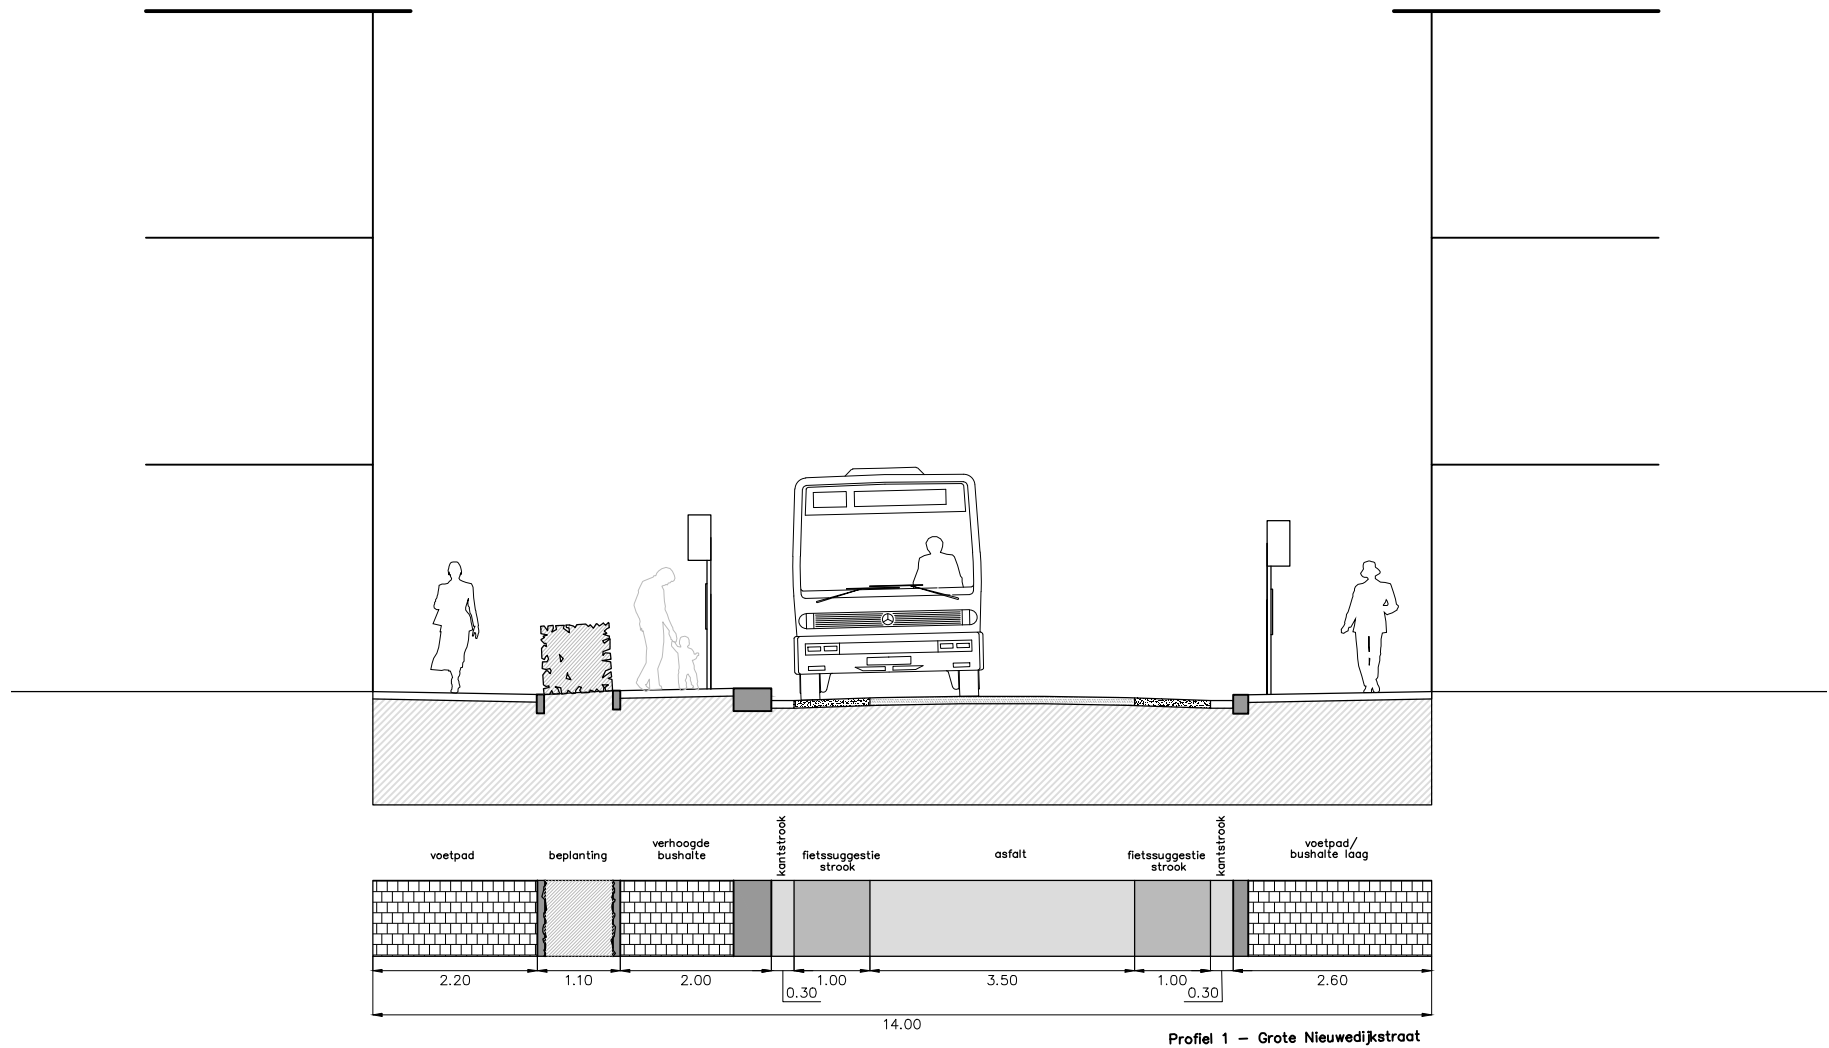 voetpad
beplanting
verhoogde
bushalte
kantstrook
fietssuggestie
strook
asfalt
fietssuggestie
strook
kantstrook
voetpad/
bushalte laag
2.20
1.10
2.00
0.30
1.00
3.50
1.00
0.30
2.60
14.00
Profiel 1 – Grote Nieuwedijkstraat